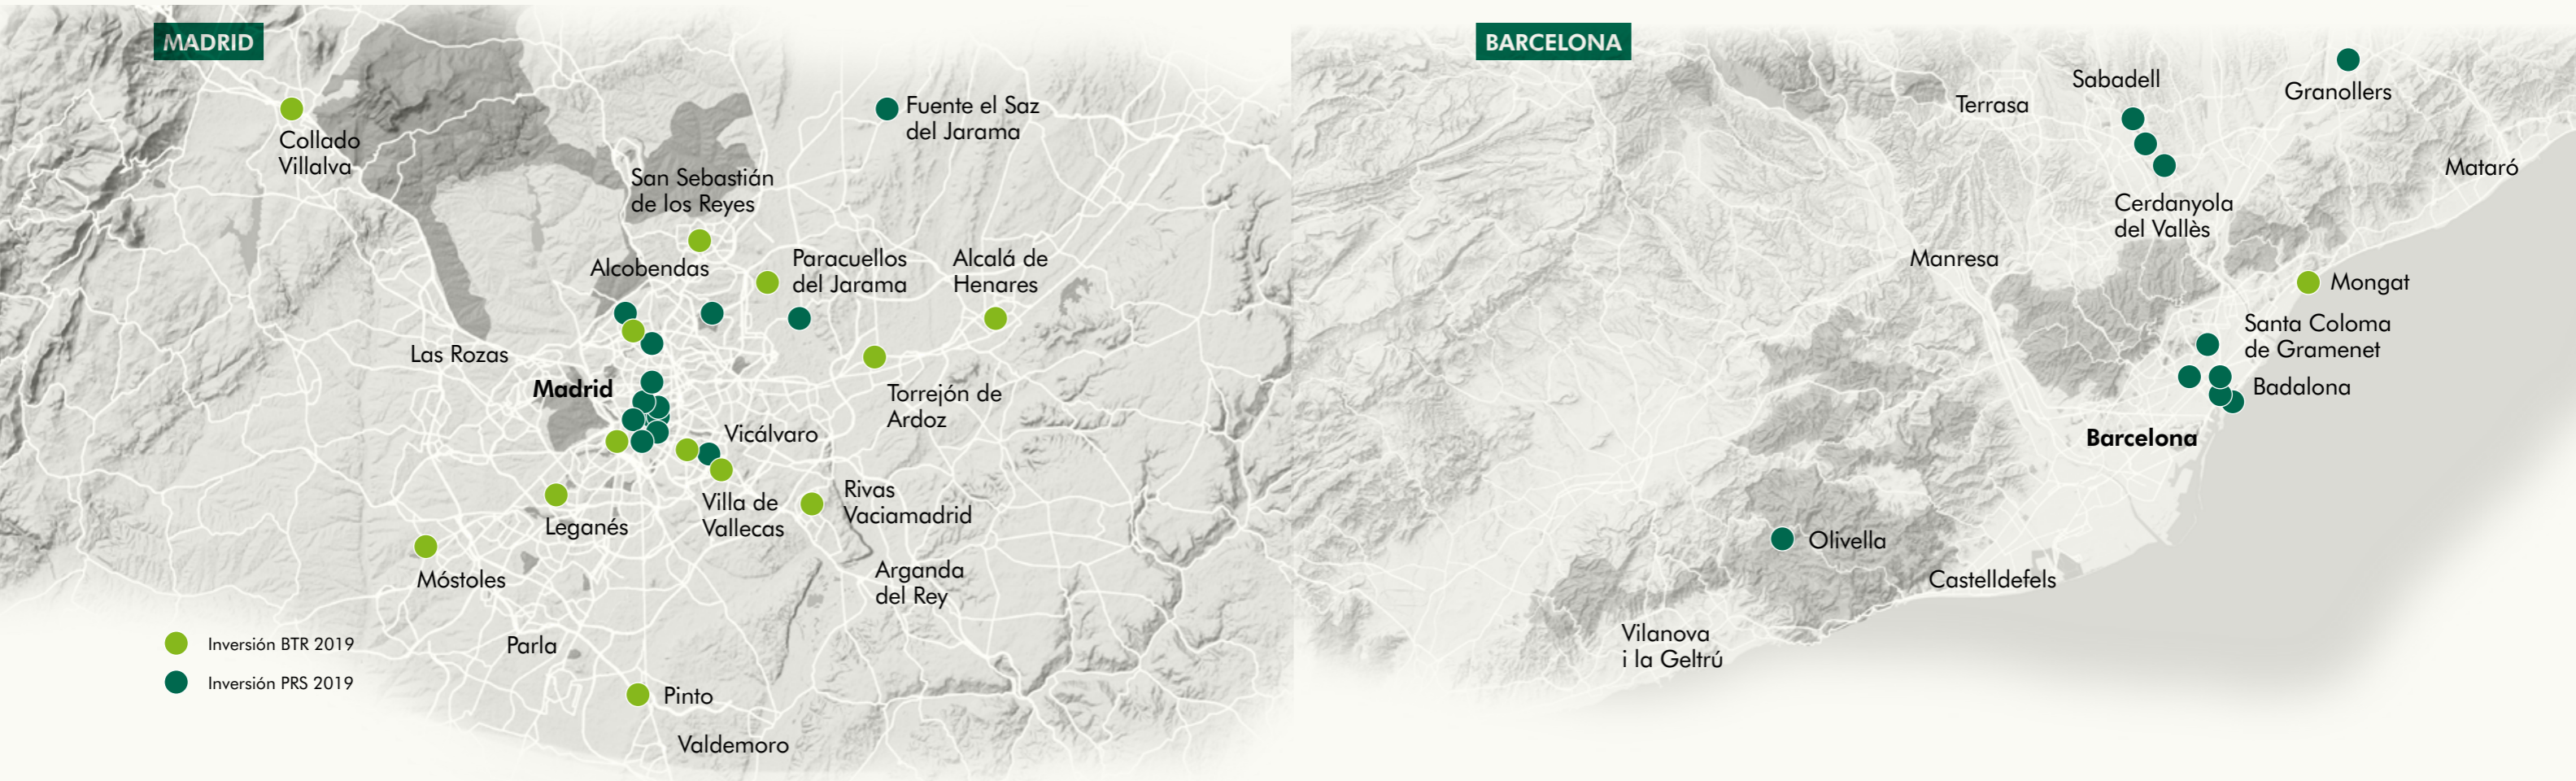 MADRID
Collado
Villalva
Fuente el Saz
del Jarama
San Sebastián
de los Reyes
Alcobendas
Paracuellos
del Jarama
Alcalá de
Henares
Las Rozas
Madrid
Torrejón de
Ardoz
Vicálvaro
Villa de
Vallecas
Rivas
Vaciamadrid
Leganés
Móstoles
Arganda
del Rey
Parla
Pinto
Valdemoro
Inversión BTR 2019
Inversión PRS 2019
BARCELONA
Sabadell
Terrasa
Granollers
Mataró
Cerdanyola
del Vallès
Manresa
Mongat
Santa Coloma
de Gramenet
Badalona
Barcelona
Olivella
Castelldefels
Vilanova
i la Geltrú